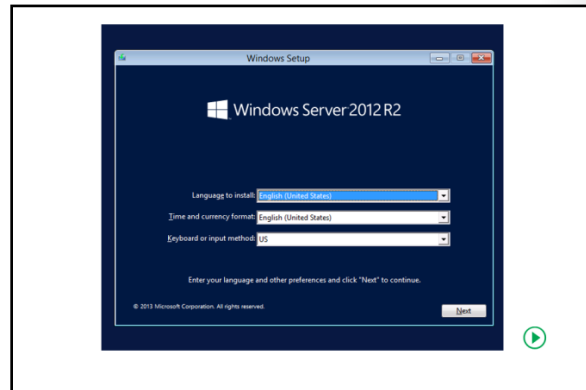 Windows Setup
Windows Server 2012 R2
Language to install: English (United States)
Time and currency format: English (United States)
Keyboard or input method: US
Enter your language and other preferences and click "Next" to continue.
© 2013 Microsoft Corporation. All rights reserved.
Next